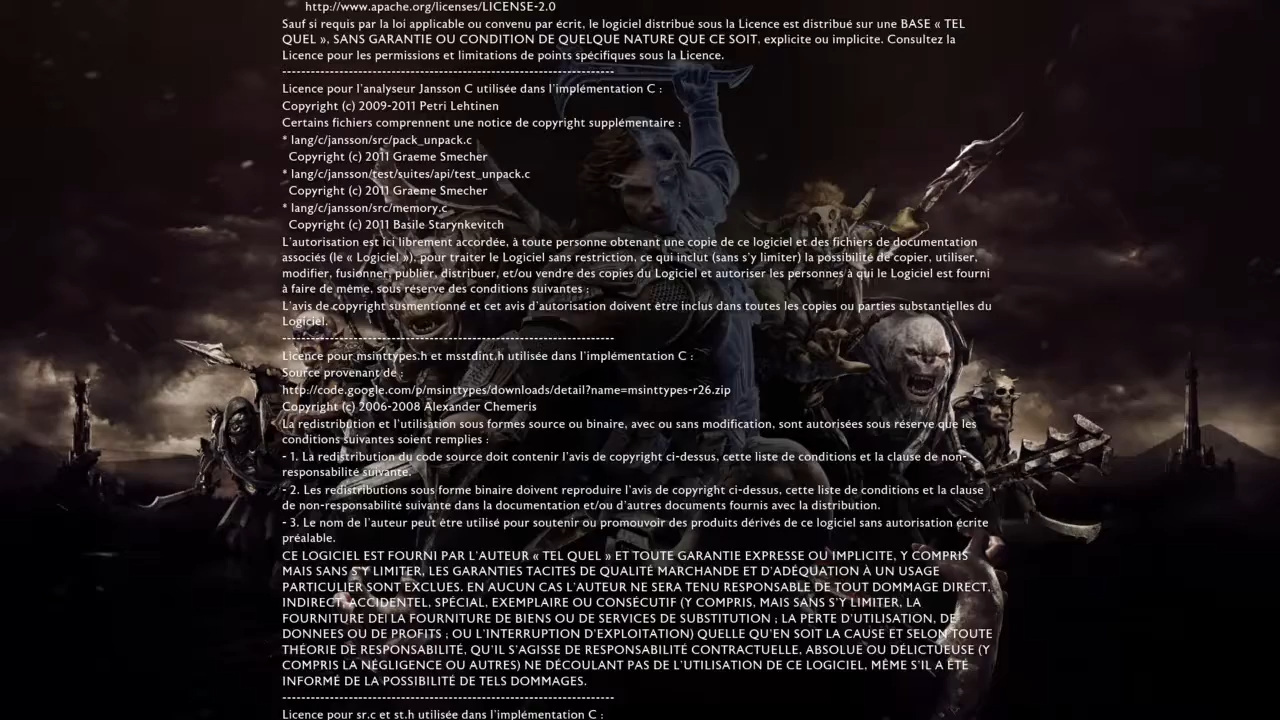 http://www.apache.org/licenses/LICENSE-2.0
Sauf si requis par la loi applicable ou convenu par écrit, le logiciel distribué sous la Licence est distribué sur une BASE « TEL
QUEL », SANS GARANTIE OU CONDITION DE QUELQUE NATURE QUE CE SOIT, explicite ou implicite. Consultez la
Licence pour les permissions et limitations de points spécifiques sous la Licence.
----------------------------------------------------------------------
Licence pour l'analyseur Jansson C utilisée dans l'implémentation C :
Copyright (c) 2009-2011 Petri Lehtinen
Certains fichiers comprennent une notice de copyright supplémentaire :
* lang/c/jansson/src/pack_unpack.c
Copyright (c) 2011 Graeme Smecher
* lang/c/jansson/test/suites/api/test_unpack.c
Copyright (c) 2011 Graeme Smecher
* lang/c/jansson/src/memory.c
Copyright (c) 2011 Basile Starynkevitch
L'autorisation est ici librement accordée, à toute personne obtenant une copie de ce logiciel et des fichiers de documentation
associés (le « Logiciel »), pour traiter le Logiciel sans restriction, ce qui inclut (sans s'y limiter) la possibilité de copier, utiliser,
modifier, fusionner, publier, distribuer, et/ou vendre des copies du Logiciel et autoriser les personnes à qui le Logiciel est fourni
à faire de même, sous réserve des conditions suivantes :
L'avis de copyright susmentionné et cet avis d'autorisation doivent être inclus dans toutes les copies ou parties substantielles du
Logiciel.
----------------------------------------------------------------------
Licence pour msinttypes.h et msstdint.h utilisée dans l'implémentation C :
Source provenant de :
http://code.google.com/p/msinttypes/downloads/detail?name=msinttypes-r26.zip
Copyright (c) 2006-2008 Alexander Chemeris
La redistribution et l'utilisation sous formes source ou binaire, avec ou sans modification, sont autorisées sous réserve que les
conditions suivantes soient remplies :
- 1. La redistribution du code source doit contenir l'avis de copyright ci-dessus, cette liste de conditions et la clause de non-
responsabilité suivante.
- 2. Les redistributions sous forme binaire doivent reproduire l'avis de copyright ci-dessus, cette liste de conditions et la clause
de non-responsabilité suivante dans la documentation et/ou d'autres documents fournis avec la distribution.
- 3. Le nom de l'auteur peut être utilisé pour soutenir ou promouvoir des produits dérivés de ce logiciel sans autorisation écrite
préalable.
CE LOGICIEL EST FOURNI PAR L'AUTEUR « TEL QUEL » ET TOUTE GARANTIE EXPRESSE OU IMPLICITE, Y COMPRIS
MAIS SANS S'Y LIMITER, LES GARANTIES TACITES DE QUALITÉ MARCHANDE ET D'ADÉQUATION À UN USAGE
PARTICULIER SONT EXCLUES. EN AUCUN CAS L'AUTEUR NE SERA TENU RESPONSABLE DE TOUT DOMMAGE DIRECT,
INDIRECT, ACCIDENTEL, SPÉCIAL, EXEMPLAIRE OU CONSÉCUTIF (Y COMPRIS, MAIS SANS S'Y LIMITER, LA
FOURNITURE DE LA FOURNITURE DE BIENS OU DE SERVICES DE SUBSTITUTION ; LA PERTE D'UTILISATION, DE
DONNEES OU DE PROFITS ; OU L'INTERRUPTION D'EXPLOITATION) QUELLE QU'EN SOIT LA CAUSE ET SELON TOUTE
THÉORIE DE RESPONSABILITÉ, QU'IL S'AGISSE DE RESPONSABILITÉ CONTRACTUELLE, ABSOLUE OU DÉLICTUEUSE (Y
COMPRIS LA NÉGLIGENCE OU AUTRES) NE DÉCOULANT PAS DE L'UTILISATION DE CE LOGICIEL, MÊME S'IL A ÉTÉ
INFORMÉ DE LA POSSIBILITÉ DE TELS DOMMAGES.
----------------------------------------------------------------------
Licence pour sr.c et st.h utilisée dans l'implémentation C :